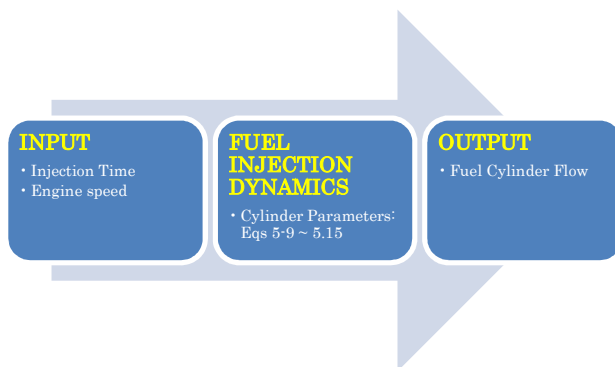 INPUT
• Injection Time
• Engine speed
FUEL
INJECTION
DYNAMICS
• Cylinder Parameters:
Eqs 5-9 ~ 5.15
OUTPUT
• Fuel Cylinder Flow